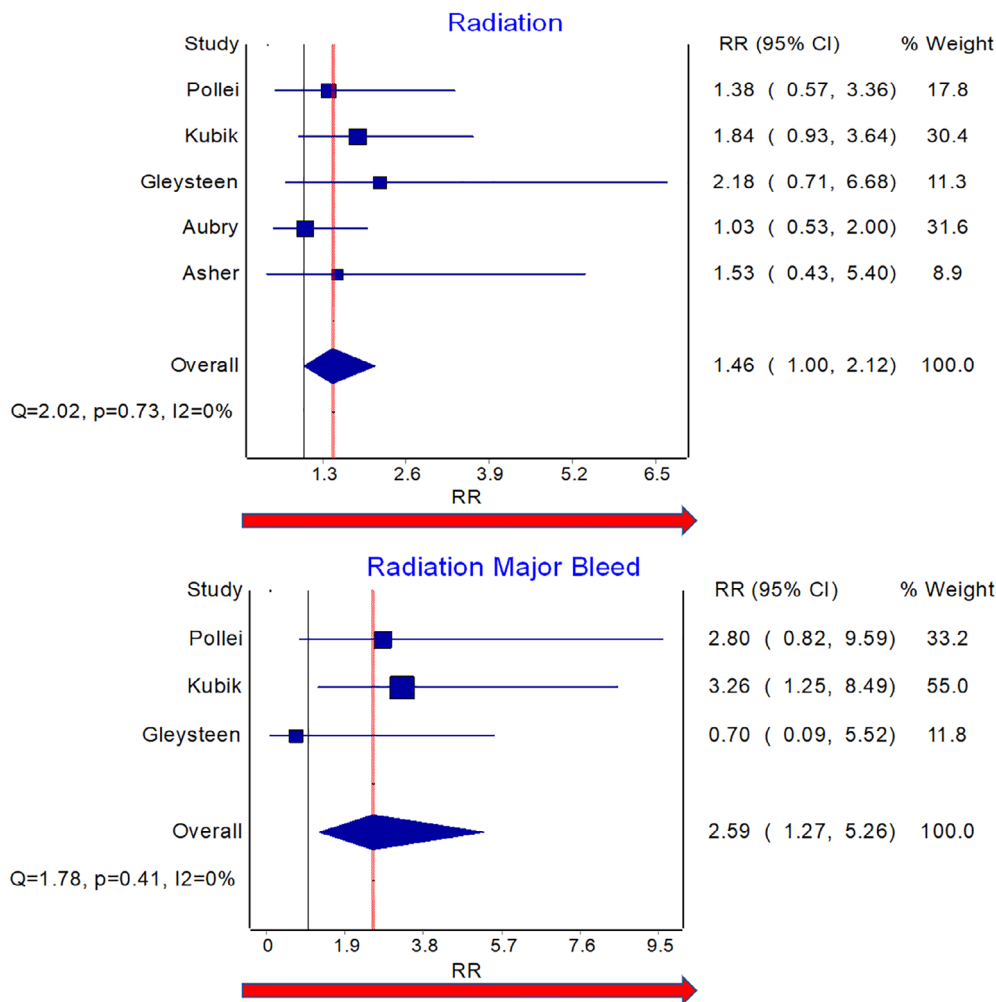 Radiation
Study RR (95% CI) % Weight
Pollei 1.38 ( 0.57, 3.36) 17.8
Kubik 1.84 ( 0.93, 3.64) 30.4
Gleysteen 2.18 ( 0.71, 6.68) 11.3
Aubry 1.03 ( 0.53, 2.00) 31.6
Asher 1.53 ( 0.43, 5.40) 8.9
Overall 1.46 ( 1.00, 2.12) 100.0
Q=2.02, p=0.73, I2=0%
1.3 2.6 3.9 5.2 6.5
RR
Radiation Major Bleed
Study RR (95% CI) % Weight
Pollei 2.80 ( 0.82, 9.59) 33.2
Kubik 3.26 ( 1.25, 8.49) 55.0
Gleysteen 0.70 ( 0.09, 5.52) 11.8
Overall 2.59 ( 1.27, 5.26) 100.0
Q=1.78, p=0.41, I2=0%
0 1.9 3.8 5.7 7.6 9.5
RR